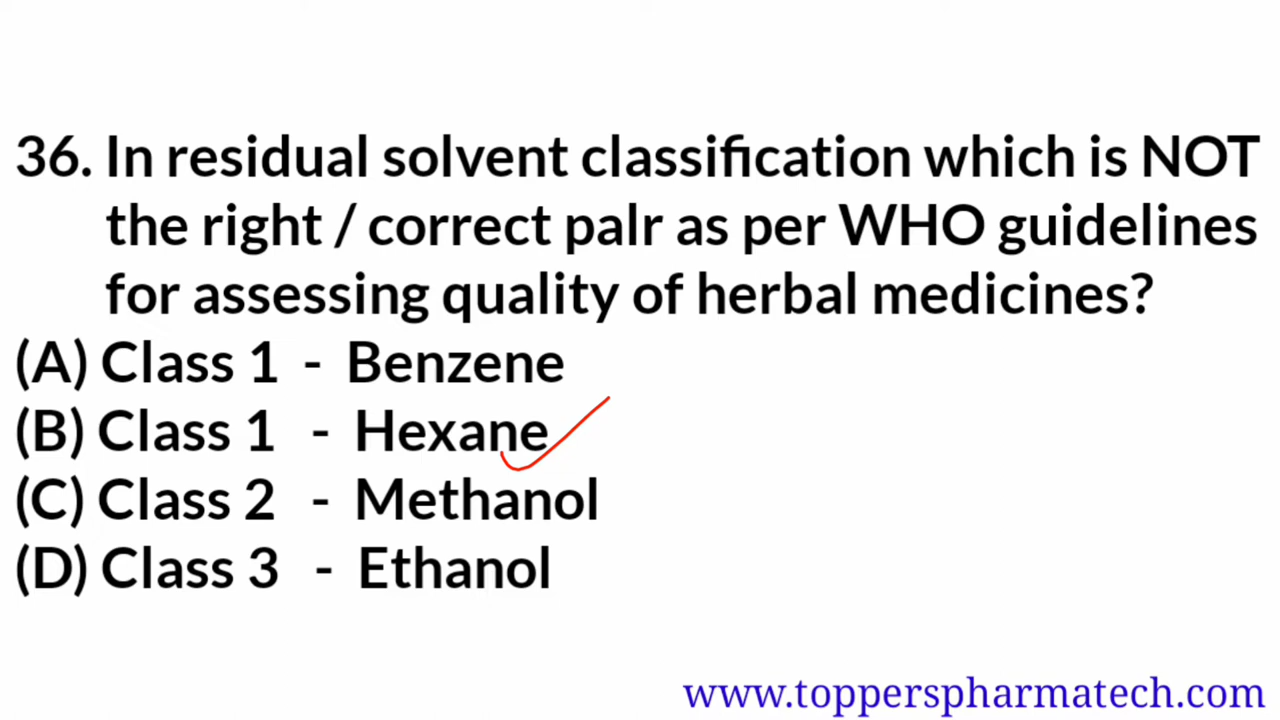 36. In residual solvent classification which is NOT
the right / correct palr as per WHO guidelines
for assessing quality of herbal medicines?
(A) Class 1 - Benzene
(B) Class 1 - Hexane
(C) Class 2 - Methanol
(D) Class 3 - Ethanol
www.topperspharmatech.com